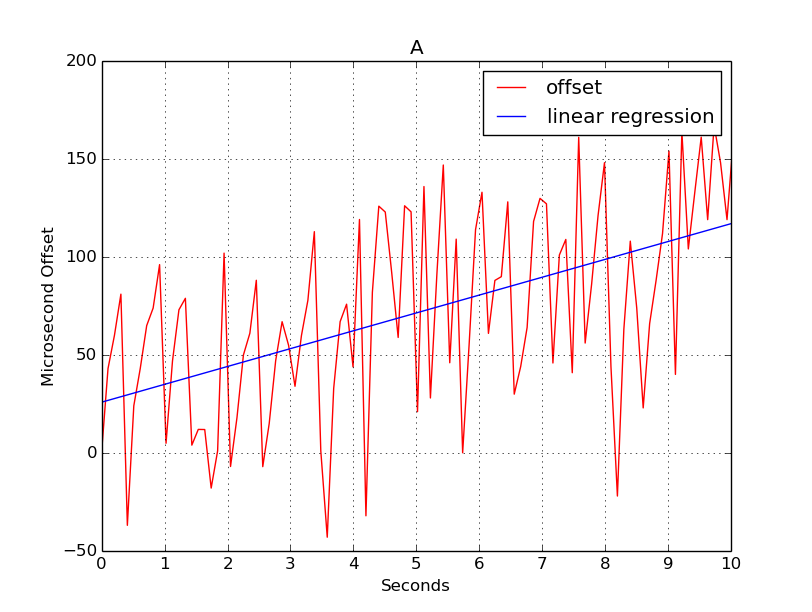 A
200
150
100
50
0
−50
Microsecond Offset
offset
linear regression
0 1 2 3 4 5 6 7 8 9 10
Seconds